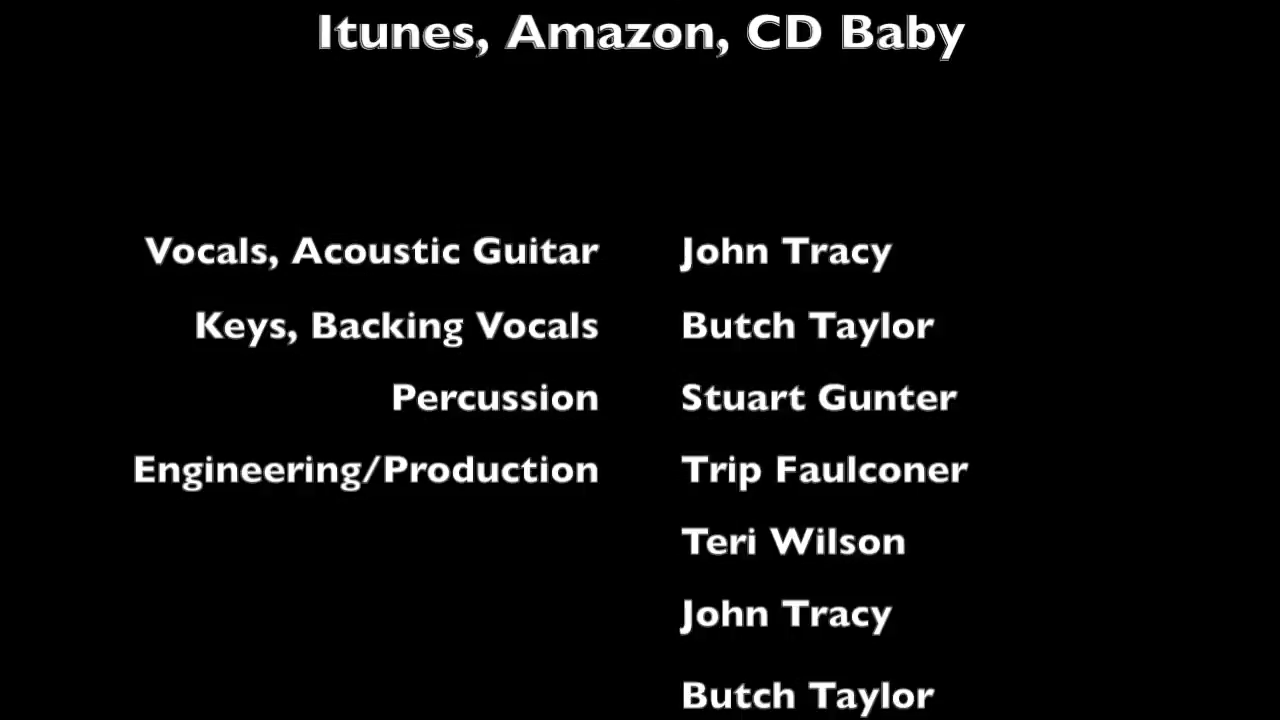 Itunes, Amazon, CD Baby
Vocals, Acoustic Guitar John Tracy
Keys, Backing Vocals Butch Taylor
Percussion Stuart Gunter
Engineering/Production Trip Faulconer
Teri Wilson
John Tracy
Butch Taylor